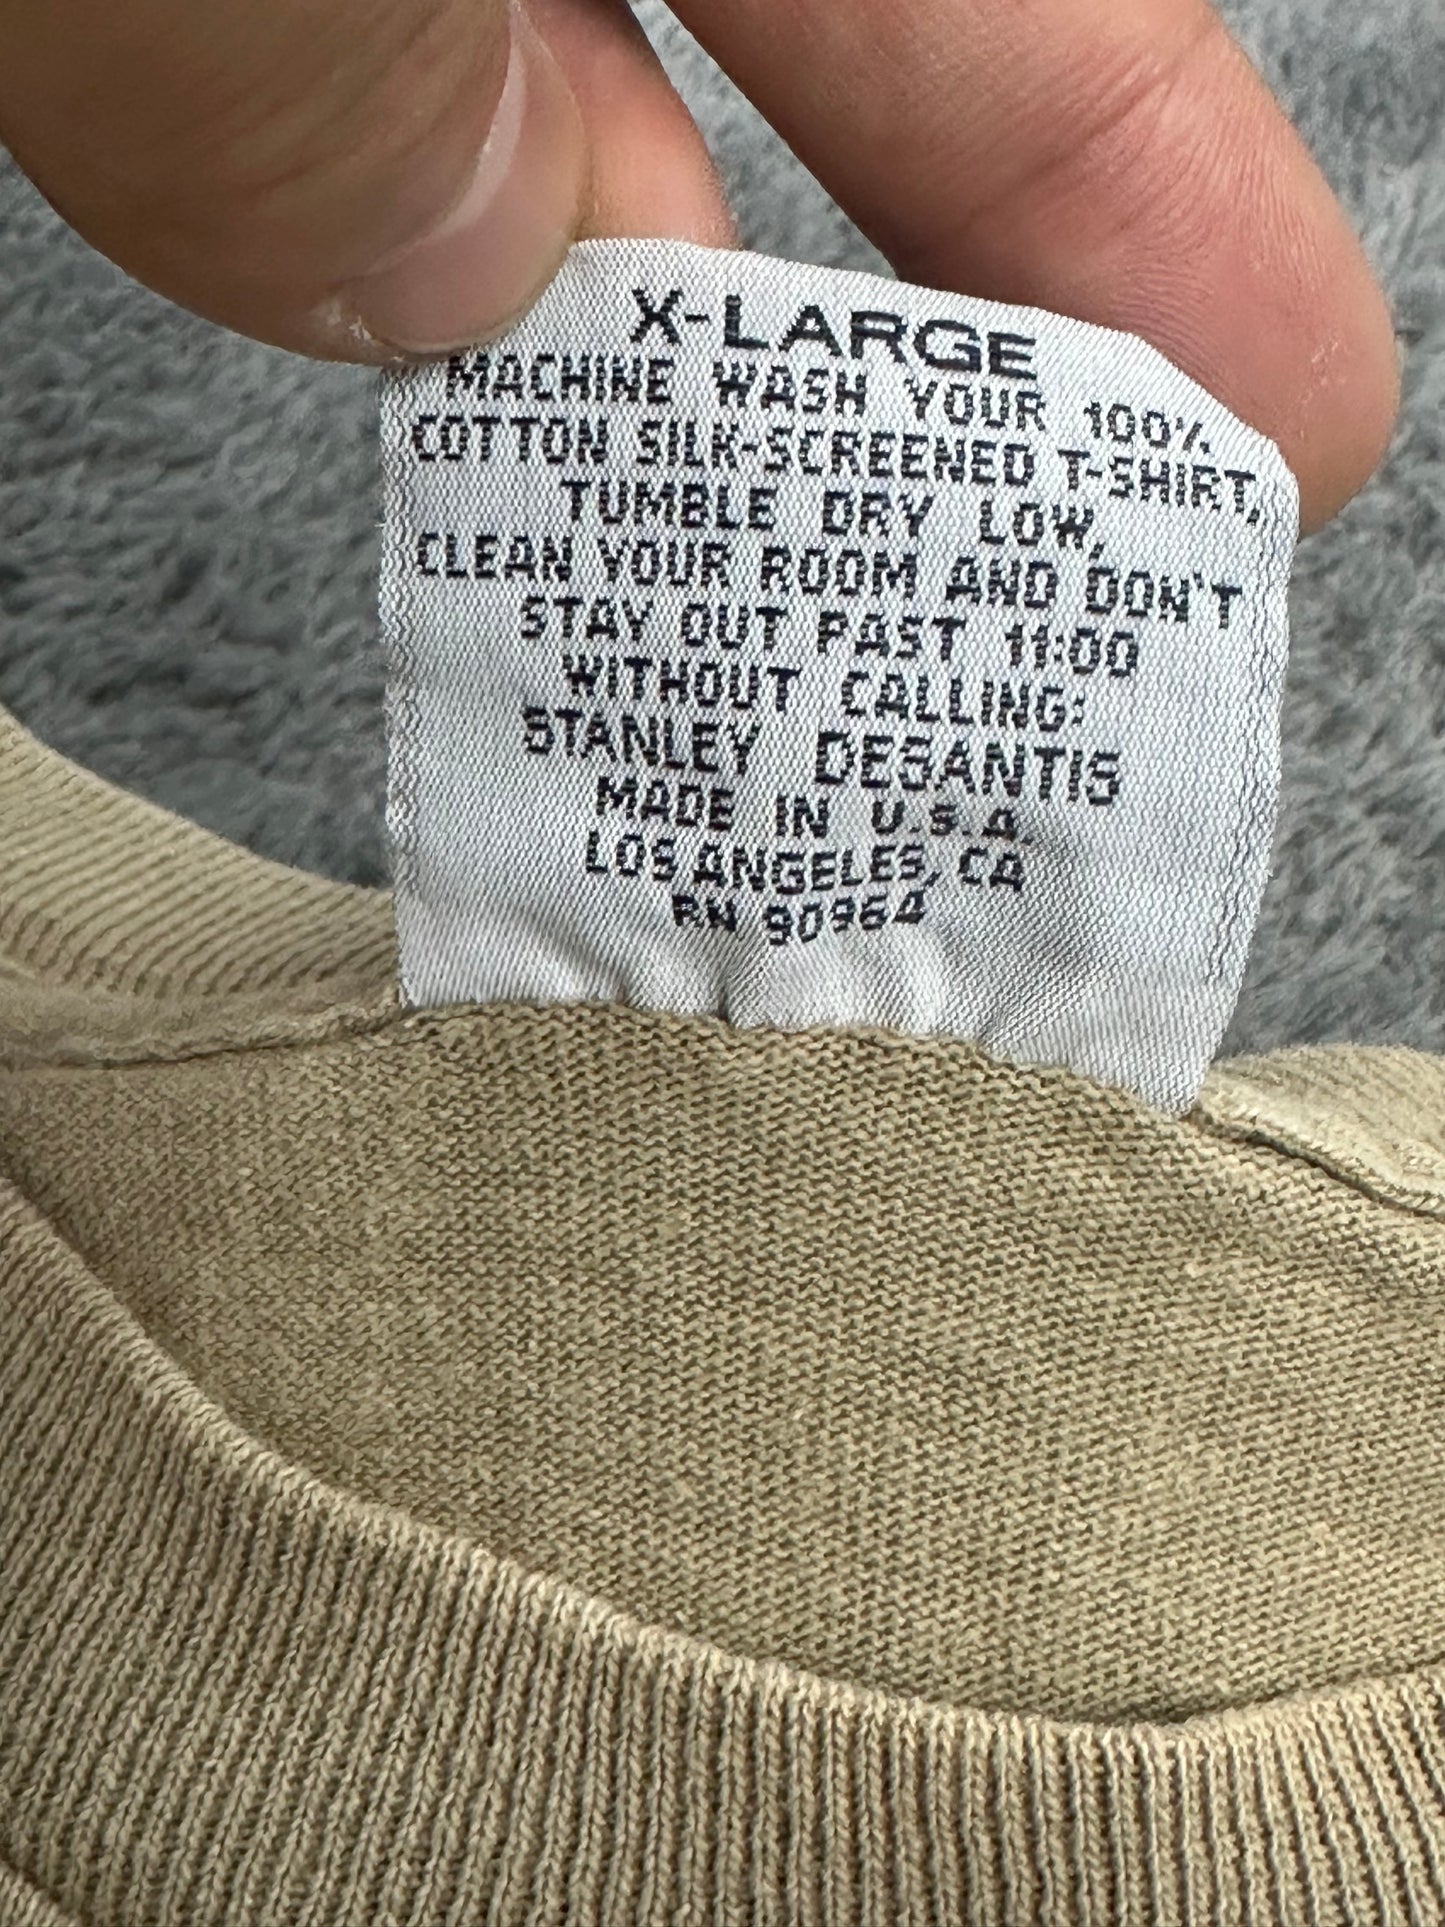 X-LARGE
MACHINE WASH YOUR 100%
COTTON SILK-SCREENED T-SHIRT,
TUMBLE DRY LOW,
CLEAN YOUR ROOM AND DON'T
STAY OUT PAST 11:00
WITHOUT CALLING:
STANLEY DESANTIS
MADE IN U.S.A.
LOS ANGELES, CA
RN 90964